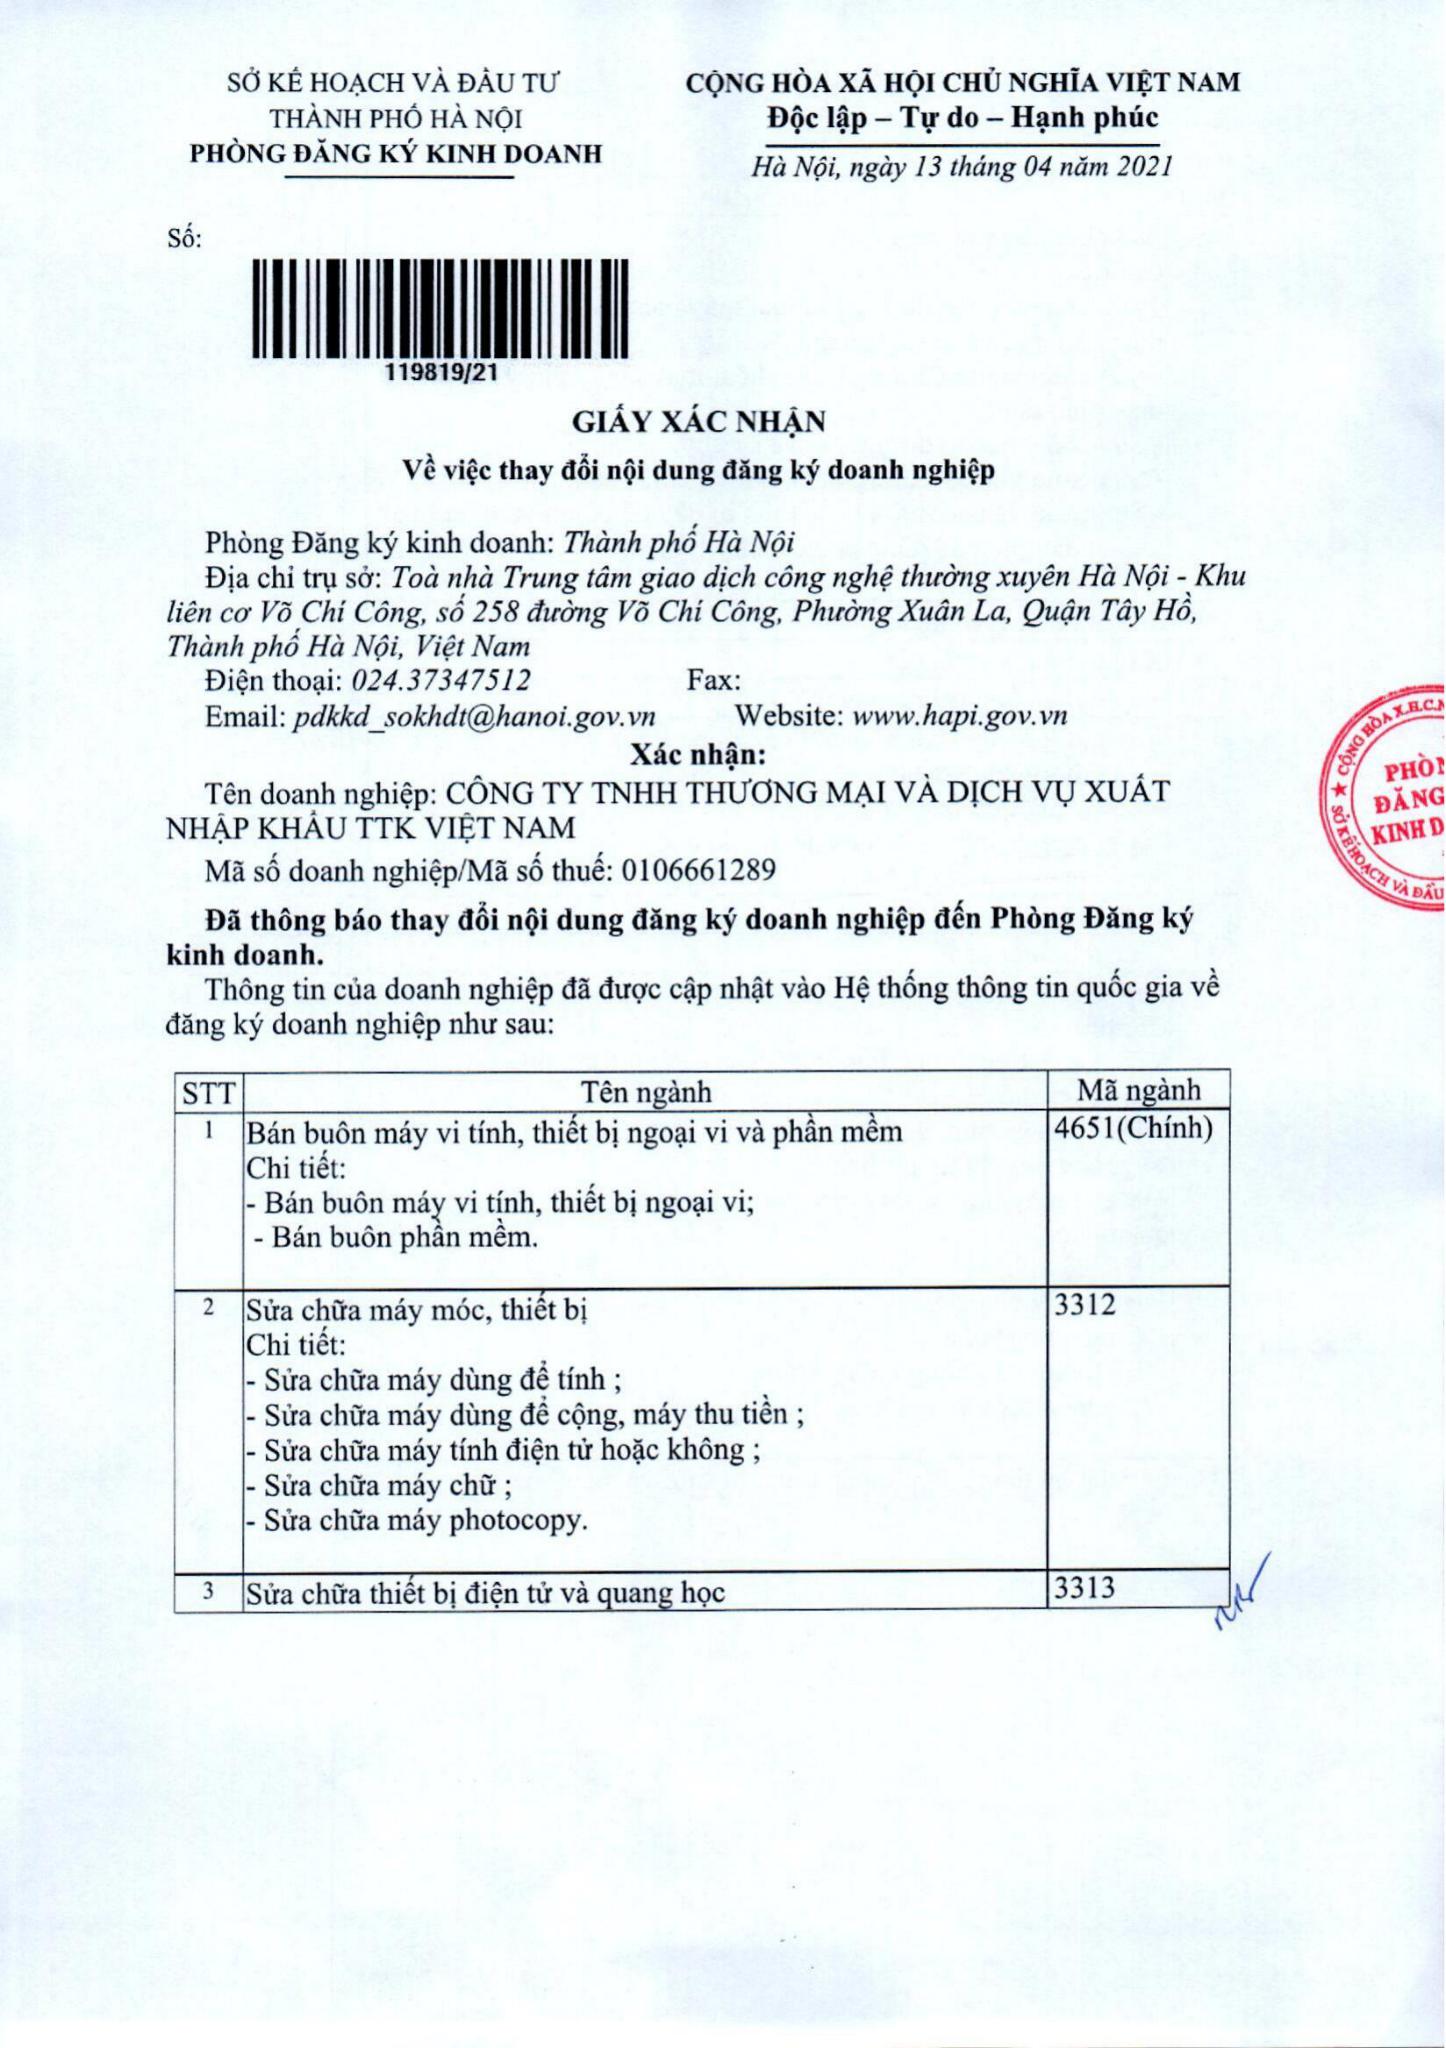 SỞ KẾ HOẠCH VÀ ĐẦU TƯ
THÀNH PHỐ HÀ NỘI
PHÒNG ĐĂNG KÝ KINH DOANH
CỘNG HÒA XÃ HỘI CHỦ NGHĨA VIỆT NAM
Độc lập – Tự do – Hạnh phúc
Hà Nội, ngày 13 tháng 04 năm 2021
Số:
119819/21
GIẤY XÁC NHẬN
Về việc thay đổi nội dung đăng ký doanh nghiệp
Phòng Đăng ký kinh doanh: Thành phố Hà Nội
Địa chỉ trụ sở: Toà nhà Trung tâm giao dịch công nghệ thường xuyên Hà Nội - Khu
liên cơ Võ Chí Công, số 258 đường Võ Chí Công, Phường Xuân La, Quận Tây Hồ,
Thành phố Hà Nội, Việt Nam
Điện thoại: 024.37347512 Fax:
Email: pdkkd_sokhdt@hanoi.gov.vn Website: www.hapi.gov.vn
Xác nhận:
Tên doanh nghiệp: CÔNG TY TNHH THƯƠNG MẠI VÀ DỊCH VỤ XUẤT
NHẬP KHẨU TTK VIỆT NAM
Mã số doanh nghiệp/Mã số thuế: 0106661289
Đã thông báo thay đổi nội dung đăng ký doanh nghiệp đến Phòng Đăng ký
kinh doanh.
Thông tin của doanh nghiệp đã được cập nhật vào Hệ thống thông tin quốc gia về
đăng ký doanh nghiệp như sau:
STT Tên ngành Mã ngành
1 Bán buôn máy vi tính, thiết bị ngoại vi và phần mềm 4651(Chính)
Chi tiết:
- Bán buôn máy vi tính, thiết bị ngoại vi;
- Bán buôn phần mềm.
2 Sửa chữa máy móc, thiết bị 3312
Chi tiết:
- Sửa chữa máy dùng để tính ;
- Sửa chữa máy dùng để cộng, máy thu tiền ;
- Sửa chữa máy tính điện tử hoặc không ;
- Sửa chữa máy chữ ;
- Sửa chữa máy photocopy.
3 Sửa chữa thiết bị điện tử và quang học 3313
★ CỘNG HÒA X.H.C.N
PHÒN
ĐĂNG
KINH D
SỞ KẾ HOẠCH VÀ ĐẦU